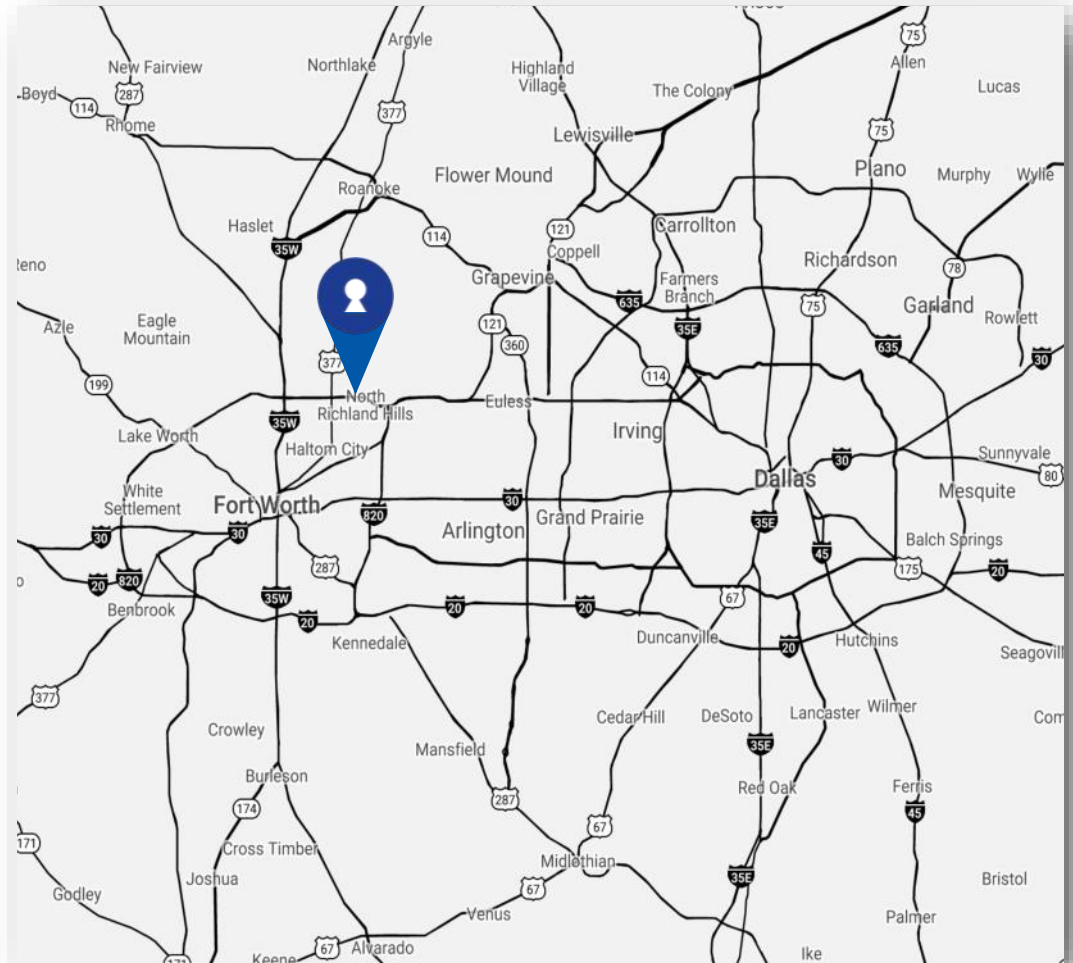 75
Argyle
New Fairview
Northlake
Highland
Village
Allen
Lucas
287
Boyd
114
The Colony
377
Rhome
75
Lewisville
Plano
Flower Mound
Murphy
Wylie
Roanoke
Haslet
114
121
Carrollton
35W
Coppell
Richardson
Grapevine
78
Farmers
Branch
635
75
Garland
Rowlett
Eagle
Mountain
Azle
121
360
35E
635
30
377
199
114
North
Richland Hills
Euless
35W
Irving
Lake Worth
Haltom City
Sunnyvale
30
80
Dallas
White
Settlement
Fort Worth
30
Mesquite
820
Arlington
Grand Prairie
35E
30
30
45
Balch Springs
287
175
20
20
820
35W
67
Benbrook
20
20
20
Kennedale
Duncanville
Hutchins
20
377
Cedar Hill
DeSoto
Lancaster
Wilmer
Crowley
Mansfield
35E
Burleson
Red Oak
Ferris
287
174
45
67
171
Cross Timber
Midlothian
Joshua
35E
Bristol
Godley
67
Venus
Palmer
67
Alvarado
Ike
Keene
171